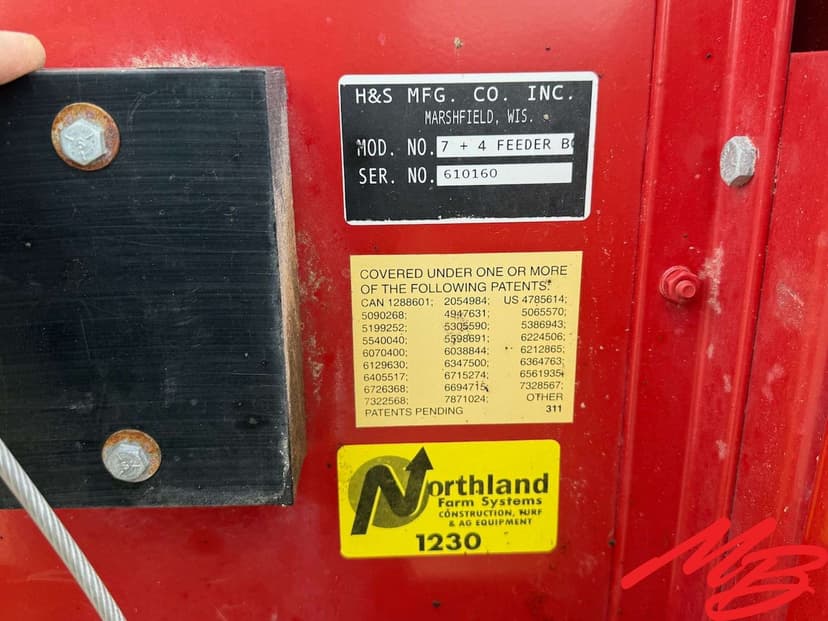 H&S MFG. CO. INC.
MARSHFIELD, WIS.
MOD. NO. 7 + 4 FEEDER
SER. NO. 610160
COVERED UNDER ONE OR MORE
OF THE FOLLOWING PATENTS:
CAN 1288601; 2054984; US 4785614;
5090268; 4947631; 5065570;
5199252; 5305590; 5386943;
5540040; 5598691; 6224506;
6070400; 6038844; 6212865;
6129630; 6347500; 6364763;
6405517; 6715274; 6561935;
6726368; 6694715; 7328567;
7322568; 7871024; OTHER
PATENTS PENDING 311
Northland
Farm Systems
CONSTRUCTION, TURF
& AG EQUIPMENT
1230
MB